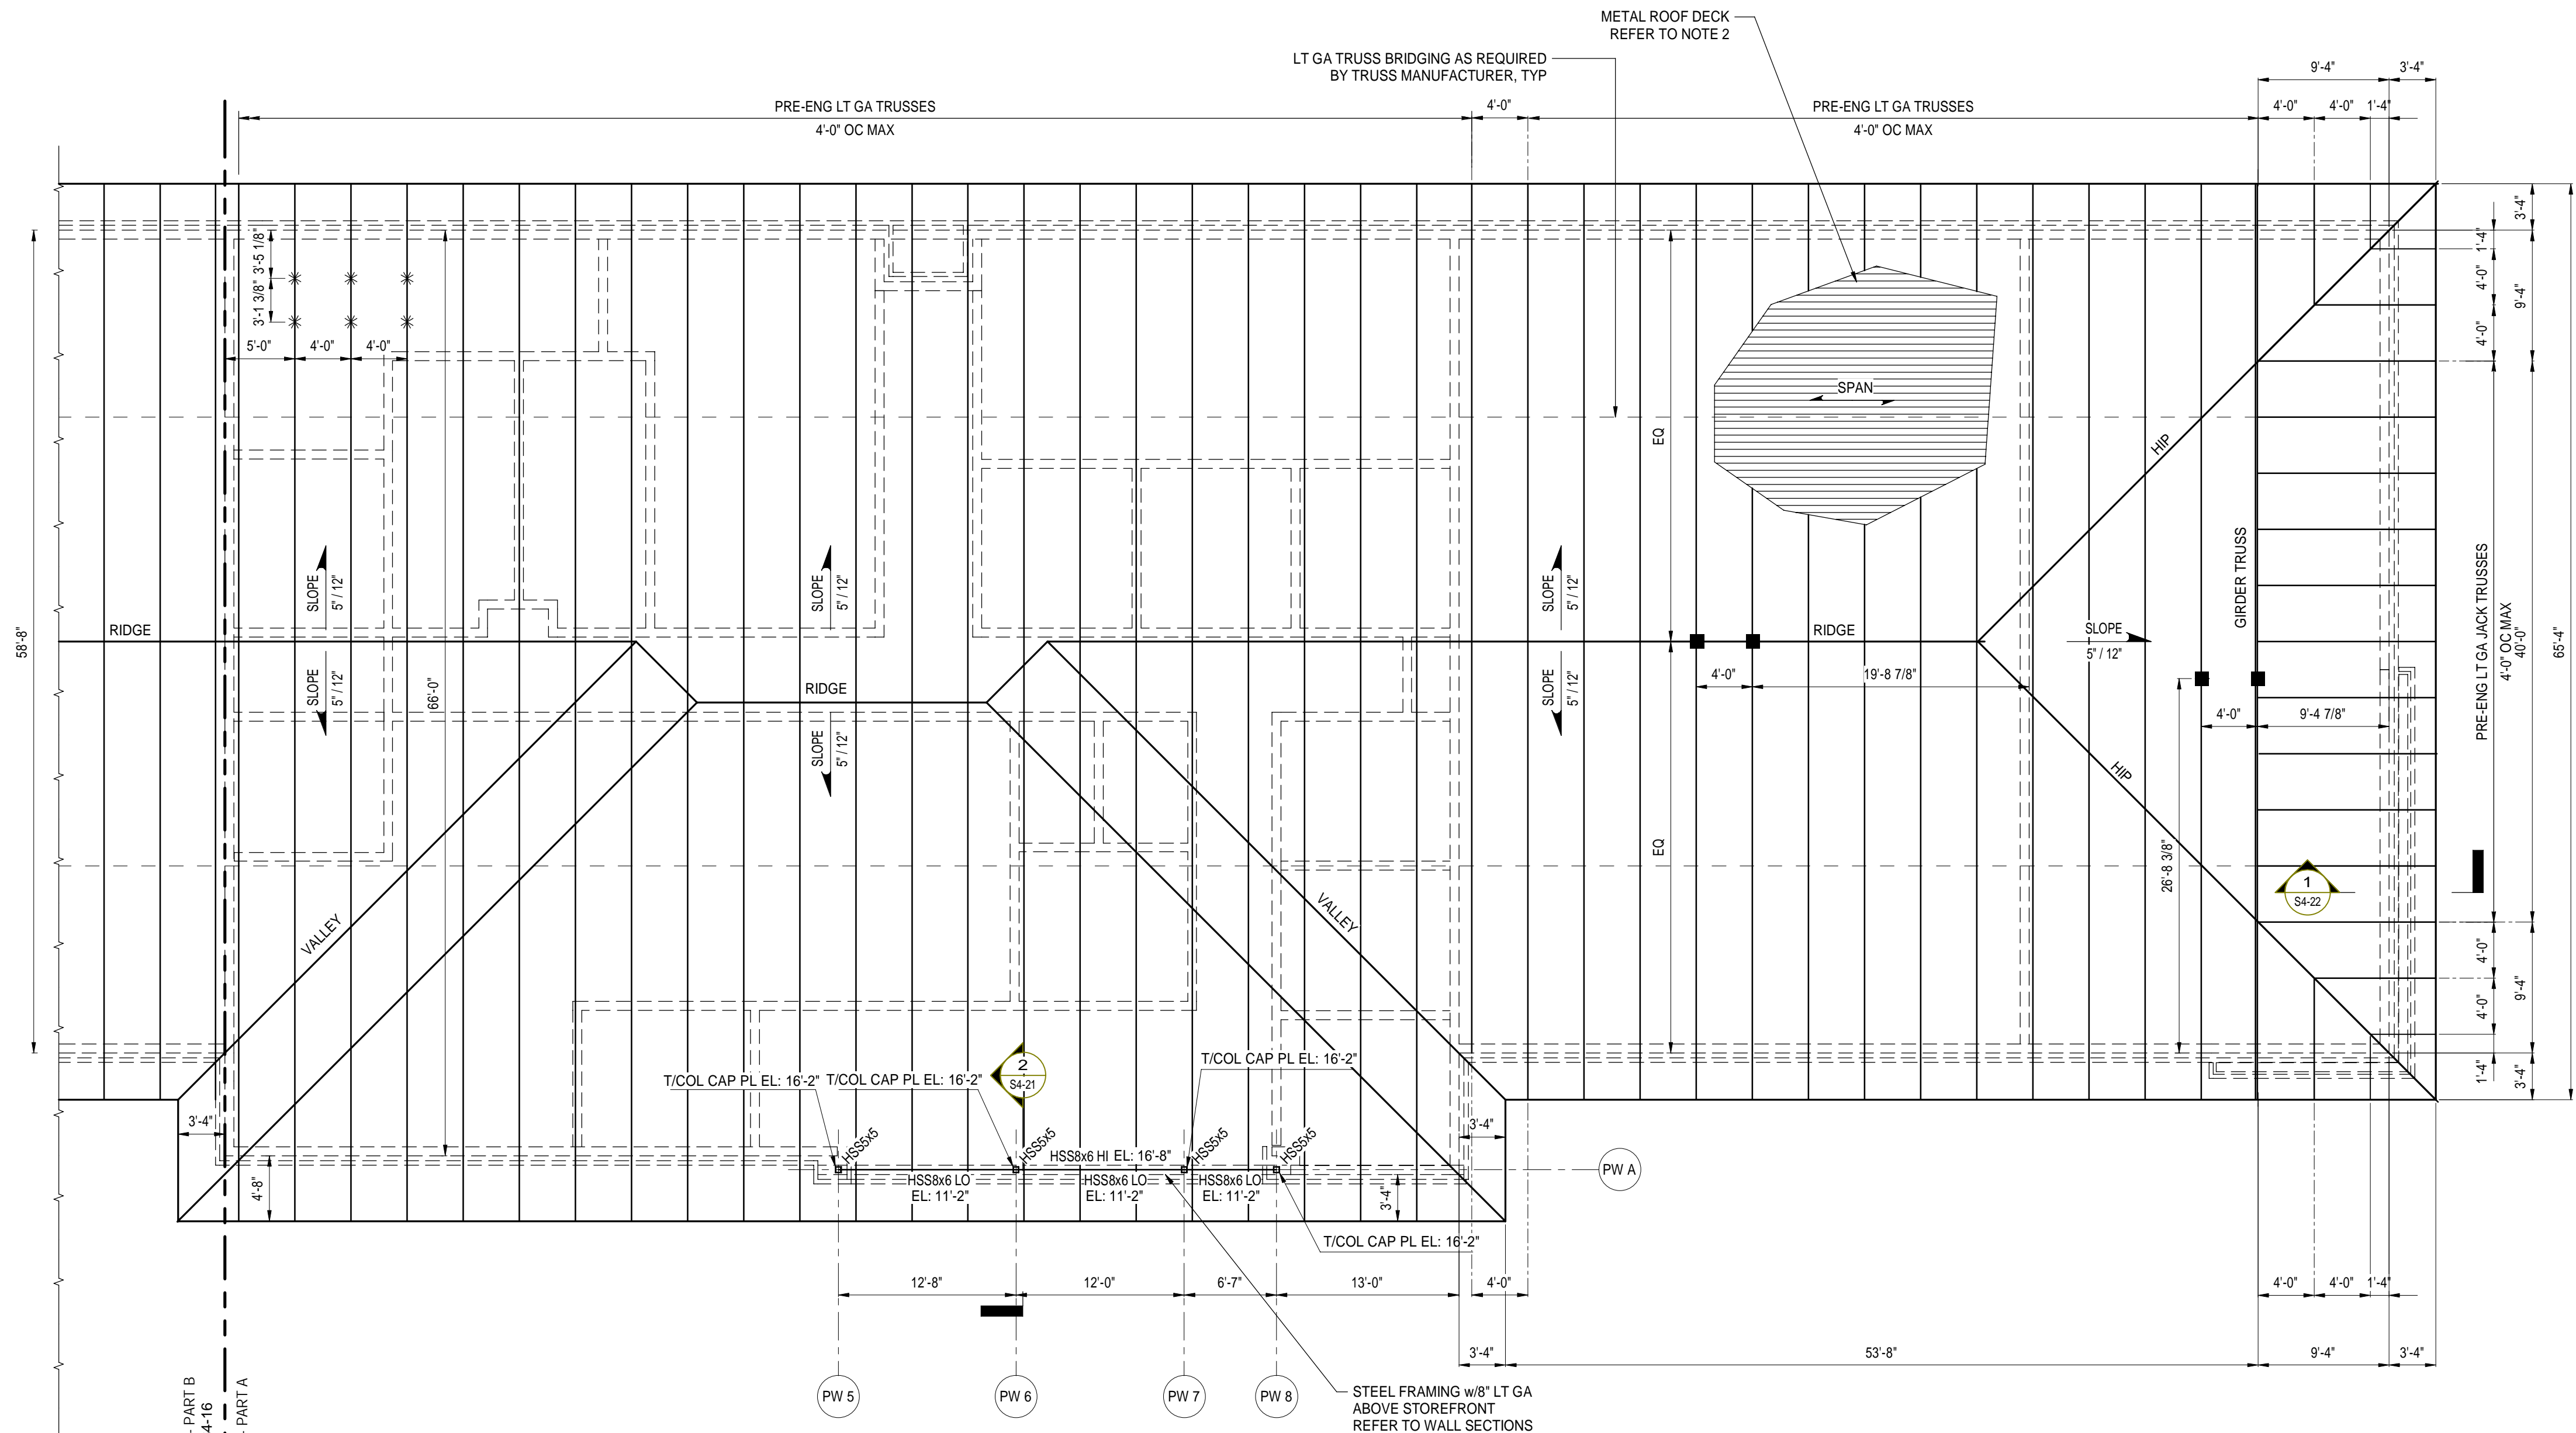 METAL ROOF DECK
REFER TO NOTE 2
LT GA TRUSS BRIDGING AS REQUIRED
BY TRUSS MANUFACTURER, TYP
9'-4"
3'-4"
PRE-ENG LT GA TRUSSES
4'-0" OC MAX
4'-0"
PRE-ENG LT GA TRUSSES
4'-0" OC MAX
4'-0"
4'-0"
1'-4"
3'-5 1/8"
3'-1 3/8"
5'-0"
4'-0"
4'-0"
3'-4"
1'-4"
4'-0"
9'-4"
4'-0"
SPAN
EQ
HIP
SLOPE
5" / 12"
SLOPE
5" / 12"
SLOPE
5" / 12"
GIRDER TRUSS
PRE-ENG LT GA JACK TRUSSES
4'-0" OC MAX
40'-0"
65'-4"
58'-8"
RIDGE
RIDGE
SLOPE
5" / 12"
SLOPE
5" / 12"
66'-0"
RIDGE
SLOPE
5" / 12"
SLOPE
5" / 12"
4'-0"
19'-8 7/8"
4'-0"
9'-4 7/8"
HIP
EQ
26'-8 3/8"
1
S4-22
VALLEY
VALLEY
4'-0"
4'-0"
9'-4"
1'-4"
3'-4"
2
S4-21
T/COL CAP PL EL: 16'-2"
T/COL CAP PL EL: 16'-2"
T/COL CAP PL EL: 16'-2"
3'-4"
3'-4"
HSS5x5
HSS5x5
HSS5x5
HSS5x5
HSS8x6 HI EL: 16'-8"
PW A
4'-8"
HSS8x6 LO
EL: 11'-2"
HSS8x6 LO
EL: 11'-2"
HSS8x6 LO
EL: 11'-2"
3'-4"
T/COL CAP PL EL: 16'-2"
12'-8"
12'-0"
6'-7"
13'-0"
4'-0"
4'-0"
4'-0"
1'-4"
3'-4"
53'-8"
9'-4"
3'-4"
PW 5
PW 6
PW 7
PW 8
STEEL FRAMING w/8" LT GA
ABOVE STOREFRONT
REFER TO WALL SECTIONS
- PART B
4-16
- PART A